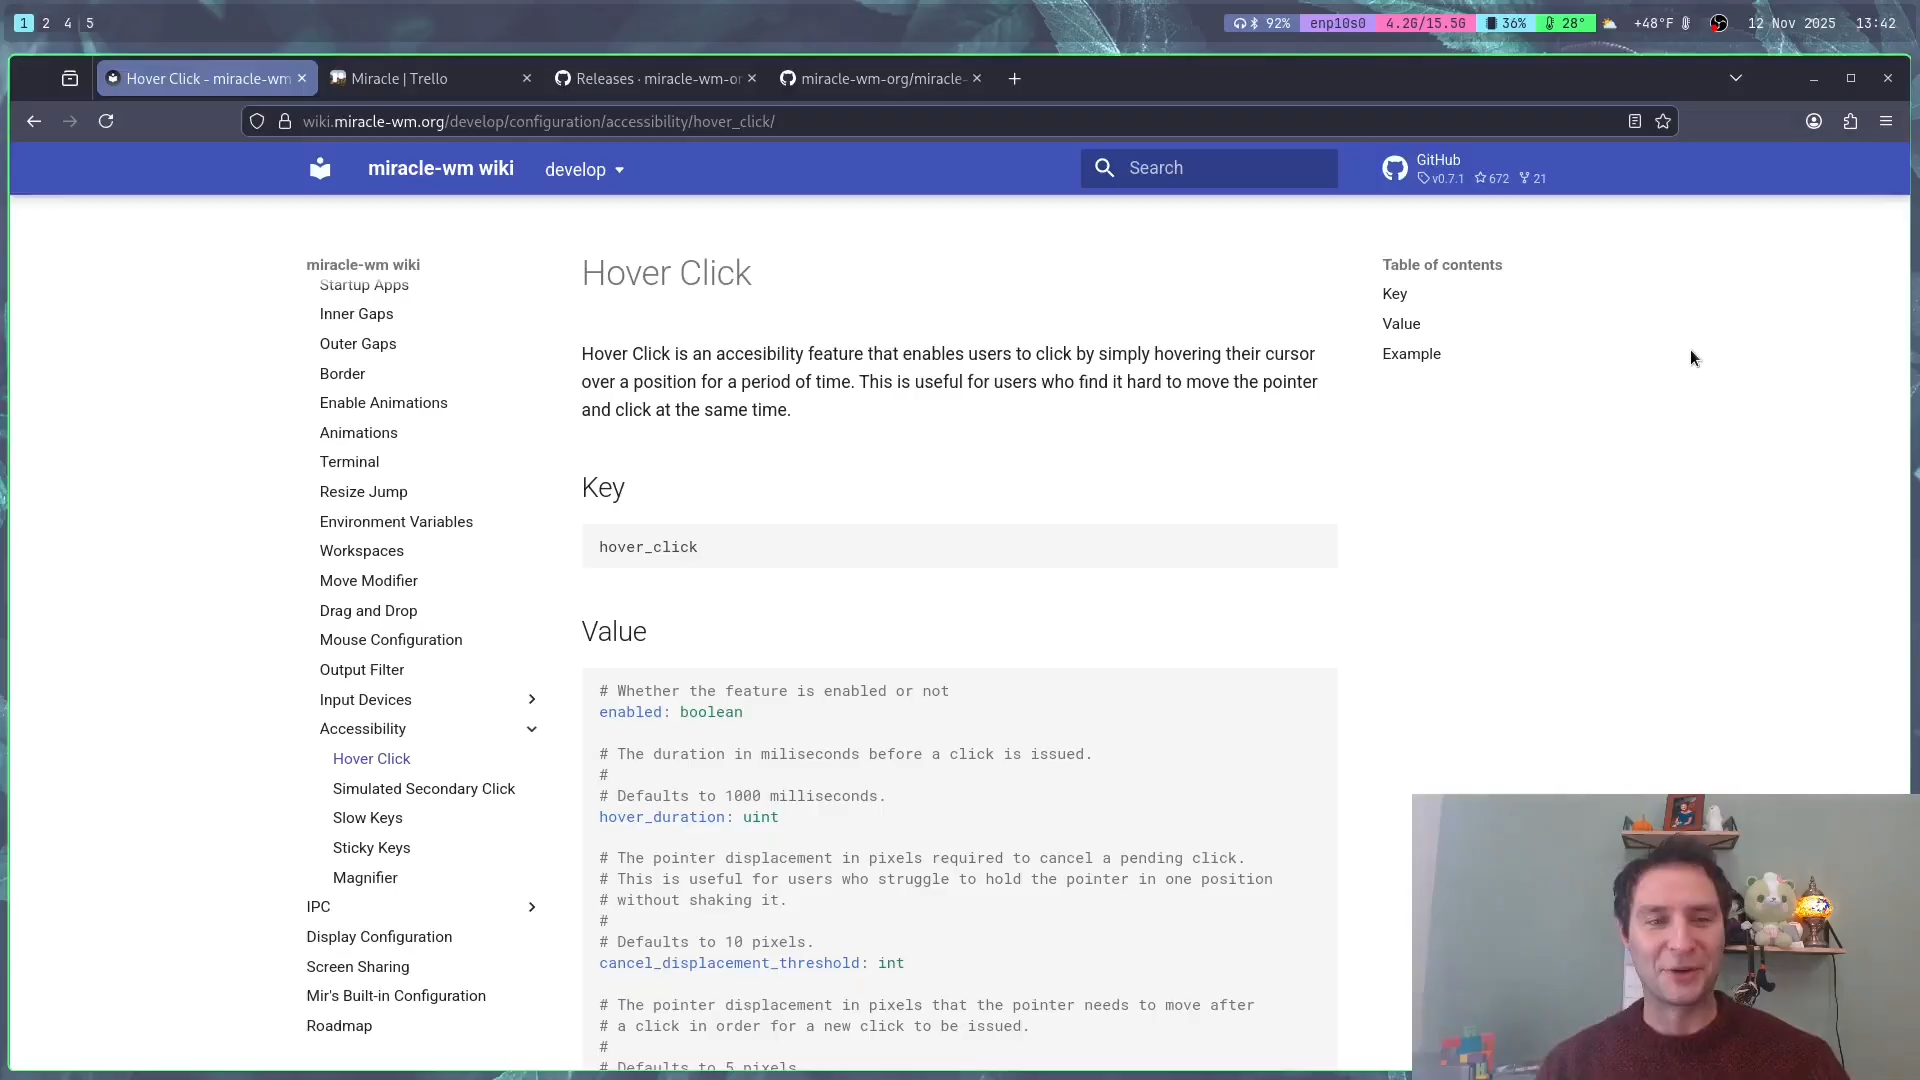 1 2 4 5
92% enp10s0 4.2G/15.5G 36% 28° +48°F 12 Nov 2025 13:42
Hover Click - miracle-wm
Miracle | Trello
Releases · miracle-wm-or
miracle-wm-org/miracle-
wiki.miracle-wm.org/develop/configuration/accessibility/hover_click/
miracle-wm wiki
develop
Search
GitHub
v0.7.1 672 21
miracle-wm wiki
Startup Apps
Inner Gaps
Outer Gaps
Border
Enable Animations
Animations
Terminal
Resize Jump
Environment Variables
Workspaces
Move Modifier
Drag and Drop
Mouse Configuration
Output Filter
Input Devices
Accessibility
Hover Click
Simulated Secondary Click
Slow Keys
Sticky Keys
Magnifier
IPC
Display Configuration
Screen Sharing
Mir's Built-in Configuration
Roadmap
Hover Click
Hover Click is an accesibility feature that enables users to click by simply hovering their cursor
over a position for a period of time. This is useful for users who find it hard to move the pointer
and click at the same time.
Key
hover_click
Value
# Whether the feature is enabled or not
enabled: boolean
# The duration in miliseconds before a click is issued.
#
# Defaults to 1000 milliseconds.
hover_duration: uint
# The pointer displacement in pixels required to cancel a pending click.
# This is useful for users who struggle to hold the pointer in one position
# without shaking it.
#
# Defaults to 10 pixels.
cancel_displacement_threshold: int
# The pointer displacement in pixels that the pointer needs to move after
# a click in order for a new click to be issued.
#
# Defaults to 5 pixels
Table of contents
Key
Value
Example